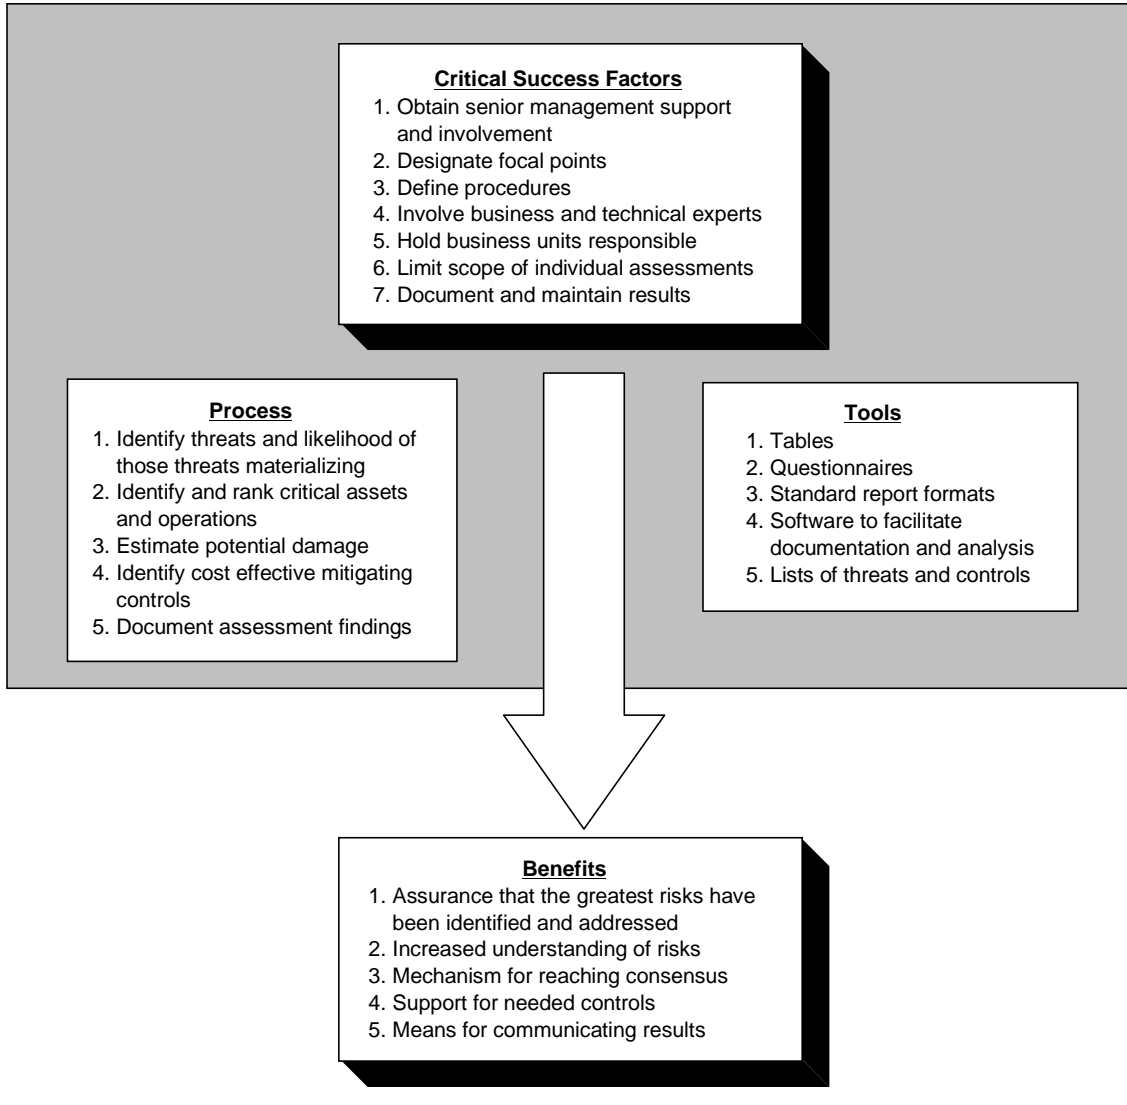 Critical Success Factors
1. Obtain senior management support
and involvement
2. Designate focal points
3. Define procedures
4. Involve business and technical experts
5. Hold business units responsible
6. Limit scope of individual assessments
7. Document and maintain results
Process
1. Identify threats and likelihood of
those threats materializing
2. Identify and rank critical assets
and operations
3. Estimate potential damage
4. Identify cost effective mitigating
controls
5. Document assessment findings
Tools
1. Tables
2. Questionnaires
3. Standard report formats
4. Software to facilitate
documentation and analysis
5. Lists of threats and controls
Benefits
1. Assurance that the greatest risks have
been identified and addressed
2. Increased understanding of risks
3. Mechanism for reaching consensus
4. Support for needed controls
5. Means for communicating results